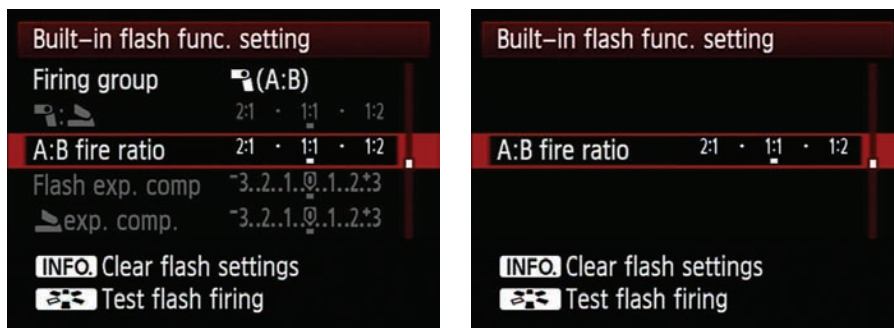 Built-in flash func. setting
Firing group (A:B)
: 2:1 · 1:1 · 1:2
A:B fire ratio 2:1 · 1:1 · 1:2
Flash exp. comp -3..2..1..0..1..2.+3
exp. comp. -3..2..1..0..1..2.+3
INFO. Clear flash settings
Test flash firing
Built-in flash func. setting
A:B fire ratio 2:1 · 1:1 · 1:2
INFO. Clear flash settings
Test flash firing